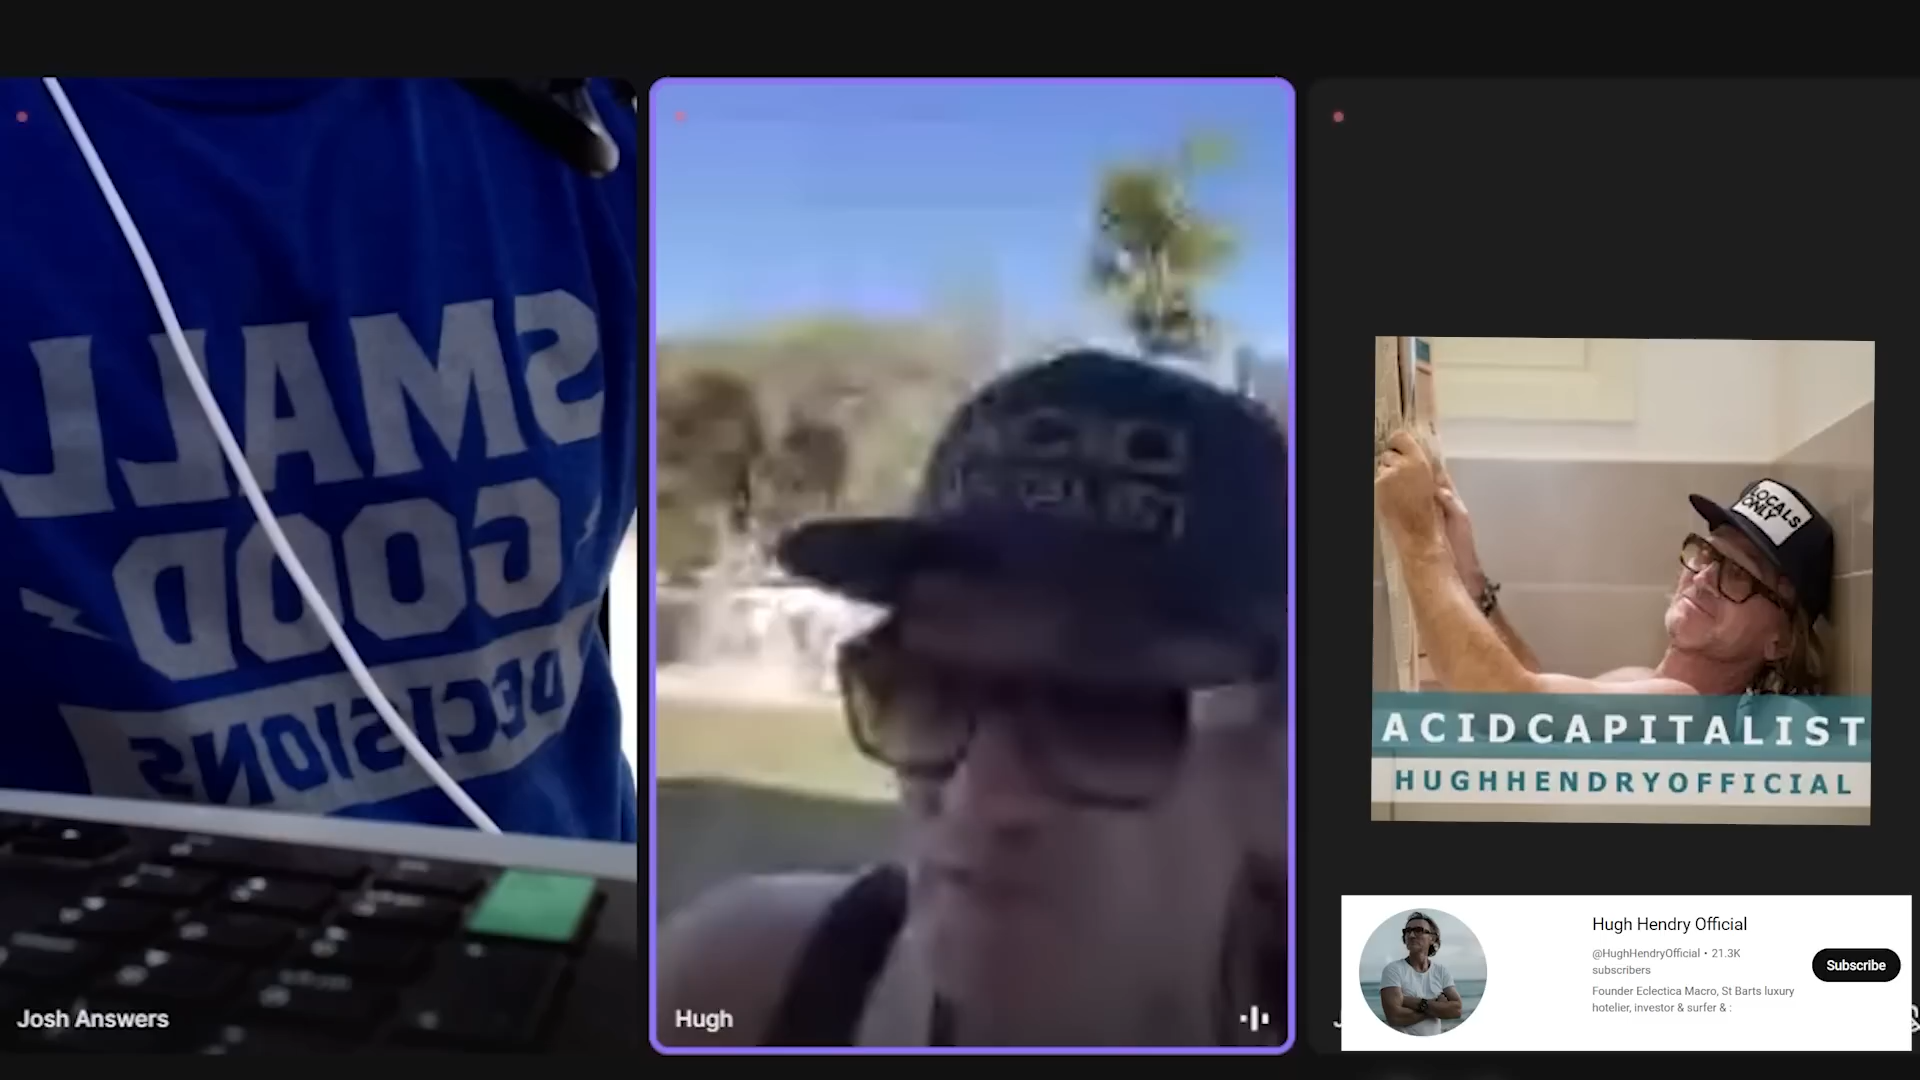 SMALL
GOOD
DECISIONS
Josh Answers
ACID
Hugh
LOCALS
ONLY
ACIDCAPITALIST
HUGHHENDRYOFFICIAL
Hugh Hendry Official
@HughHendryOfficial • 21.3K
subscribers
Founder Eclectica Macro, St Barts luxury
hotelier, investor & surfer & :
Subscribe